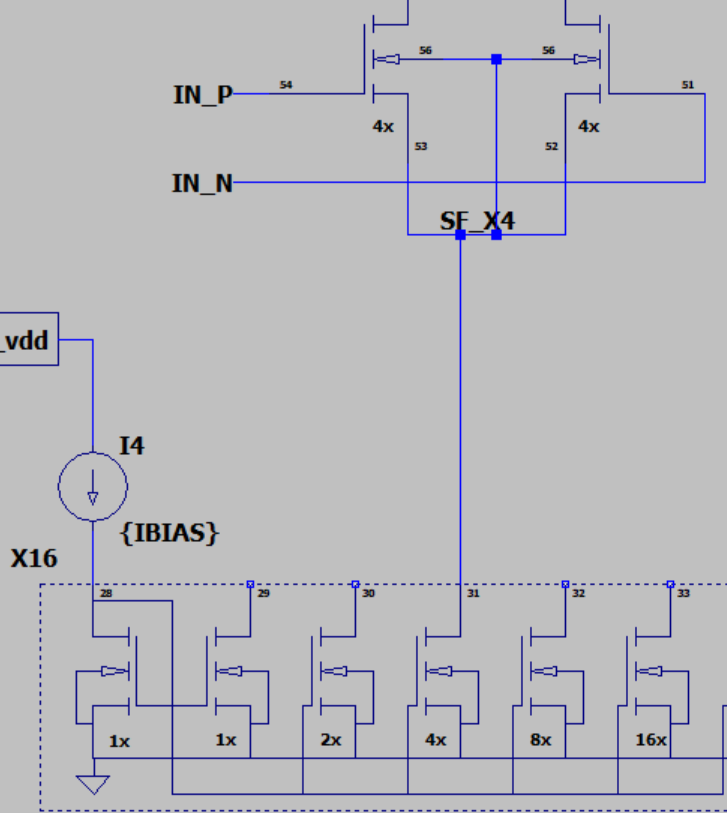 56 56
54
51
IN_P
4x 4x
53 52
IN_N
SF_X4
_vdd
I4
{IBIAS}
X16
28 29 30 31 32 33
1x 1x 2x 4x 8x 16x